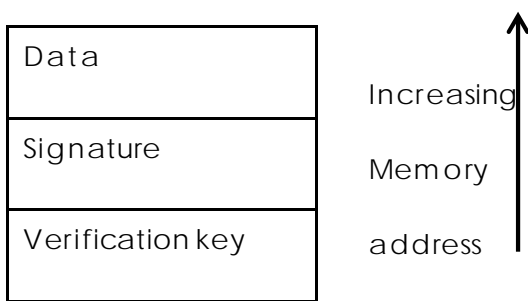 Data
Signature
Verification key
Increasing
Memory
address